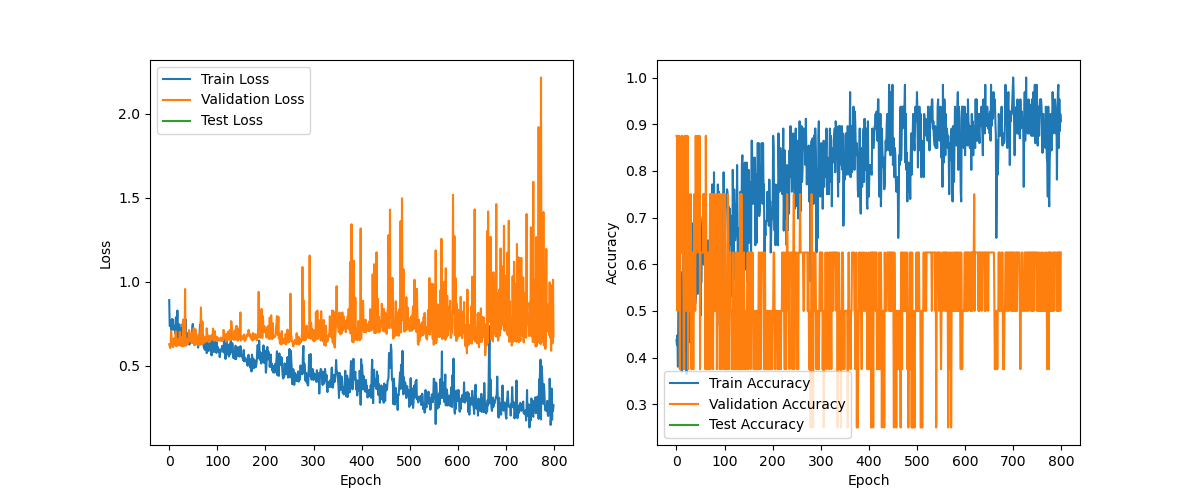 Train Loss
Validation Loss
Test Loss
Loss
2.0
1.5
1.0
0.5
0 100 200 300 400 500 600 700 800
Epoch
Accuracy
1.0
0.9
0.8
0.7
0.6
0.5
0.4
0.3
Train Accuracy
Validation Accuracy
Test Accuracy
0 100 200 300 400 500 600 700 800
Epoch